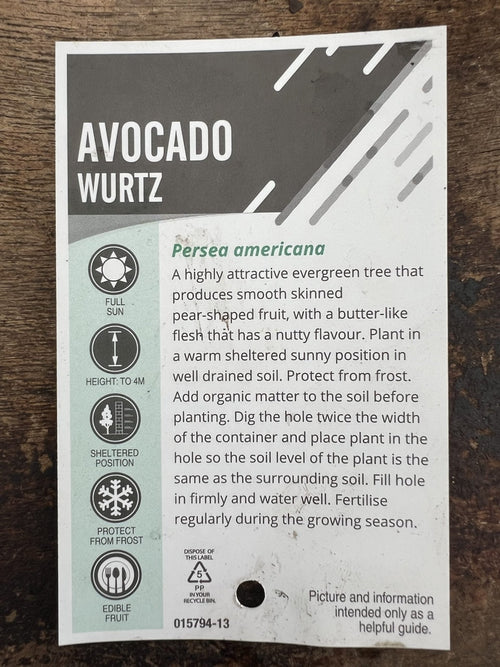 AVOCADO
WURTZ
Persea americana
A highly attractive evergreen tree that
produces smooth skinned
pear-shaped fruit, with a butter-like
flesh that has a nutty flavour. Plant in
a warm sheltered sunny position in
well drained soil. Protect from frost.
Add organic matter to the soil before
planting. Dig the hole twice the width
of the container and place plant in the
hole so the soil level of the plant is the
same as the surrounding soil. Fill hole
in firmly and water well. Fertilise
regularly during the growing season.
FULL
SUN
HEIGHT: TO 4M
SHELTERED
POSITION
PROTECT
FROM FROST
EDIBLE
FRUIT
DISPOSE OF
THIS LABEL
5
PP
IN YOUR
RECYCLE BIN.
015794-13
Picture and information
intended only as a
helpful guide.